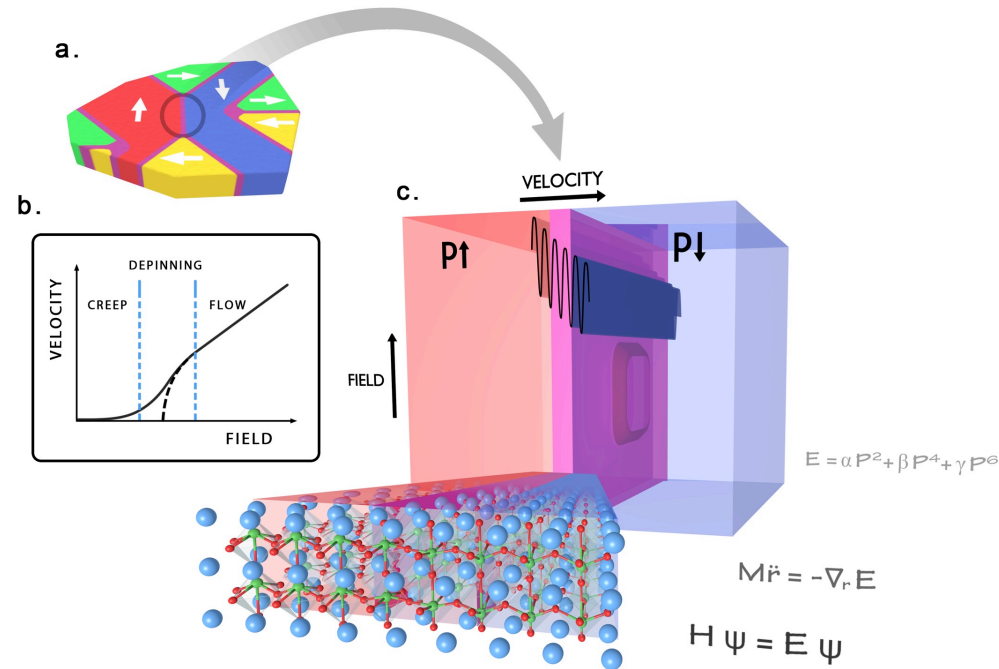 a.
b.
DEPINNING
CREEP
FLOW
VELOCITY
FIELD
c.
VELOCITY
P↑
P↓
FIELD
E = αP² + βP⁴ + γP⁶
Mr̈ = -∇ᵣE
Hψ = Eψ